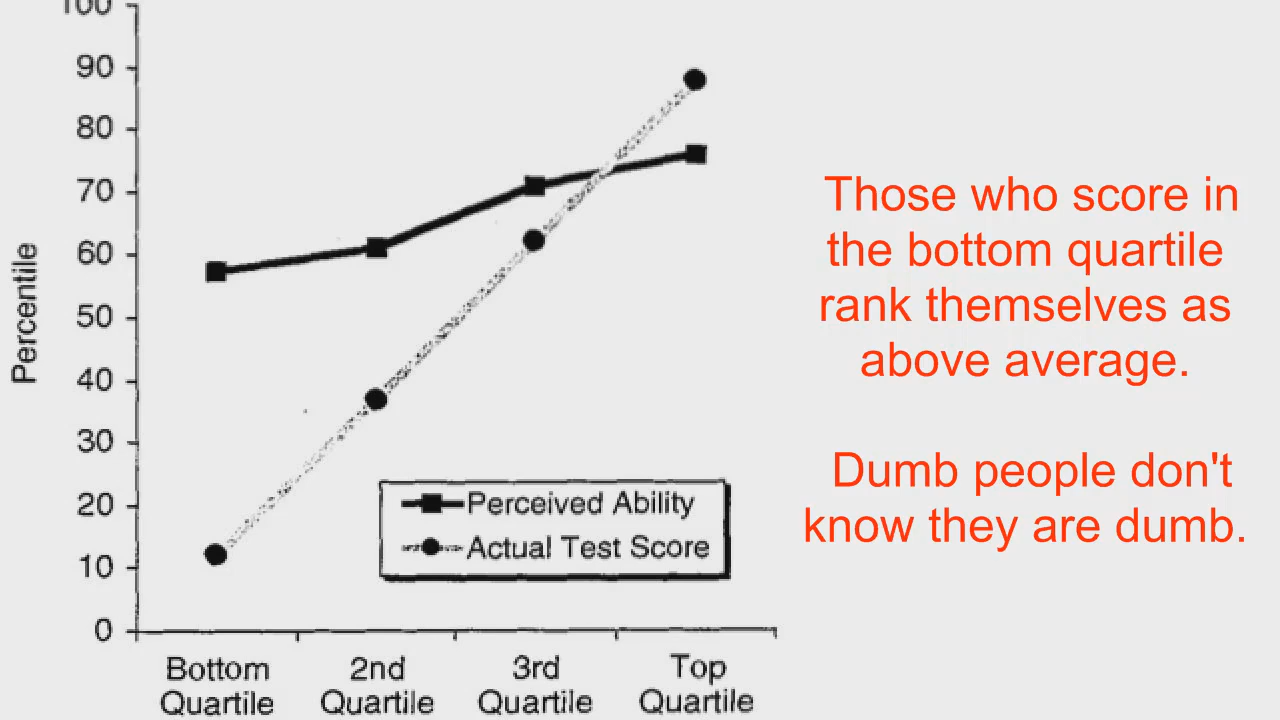 100
90
80
70
60
50
40
30
20
10
0
Percentile
Perceived Ability
Actual Test Score
Bottom
Quartile
2nd
Quartile
3rd
Quartile
Top
Quartile
Those who score in
the bottom quartile
rank themselves as
above average.
Dumb people don't
know they are dumb.